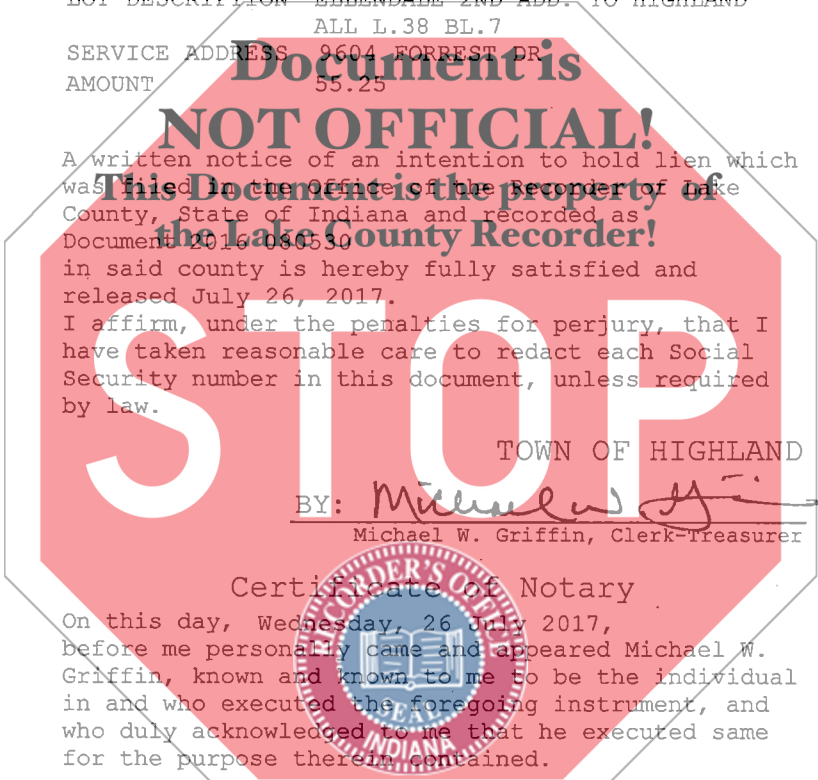 LOT DESCRIPTION ELLENDALE 2ND ADD. TO HIGHLAND
ALL L.38 BL.7
SERVICE ADDRESS 9604 FORREST DR
AMOUNT 55.25
Document is
NOT OFFICIAL!
This Document is the property of
the Lake County Recorder!
A written notice of an intention to hold lien which
was filed in the Office of the Recorder of Lake
County, State of Indiana and recorded as
Document 2016 080530
in said county is hereby fully satisfied and
released July 26, 2017.
I affirm, under the penalties for perjury, that I
have taken reasonable care to redact each Social
Security number in this document, unless required
by law.
STOP
TOWN OF HIGHLAND
BY: Michael W Griffin
Michael W. Griffin, Clerk-Treasurer
Certificate of Notary
On this day, Wednesday, 26 July 2017,
before me personally came and appeared Michael W.
Griffin, known and known to me to be the individual
in and who executed the foregoing instrument, and
who duly acknowledged to me that he executed same
for the purpose therein contained.
RECORDER'S OFFICE
SEAL
INDIANA